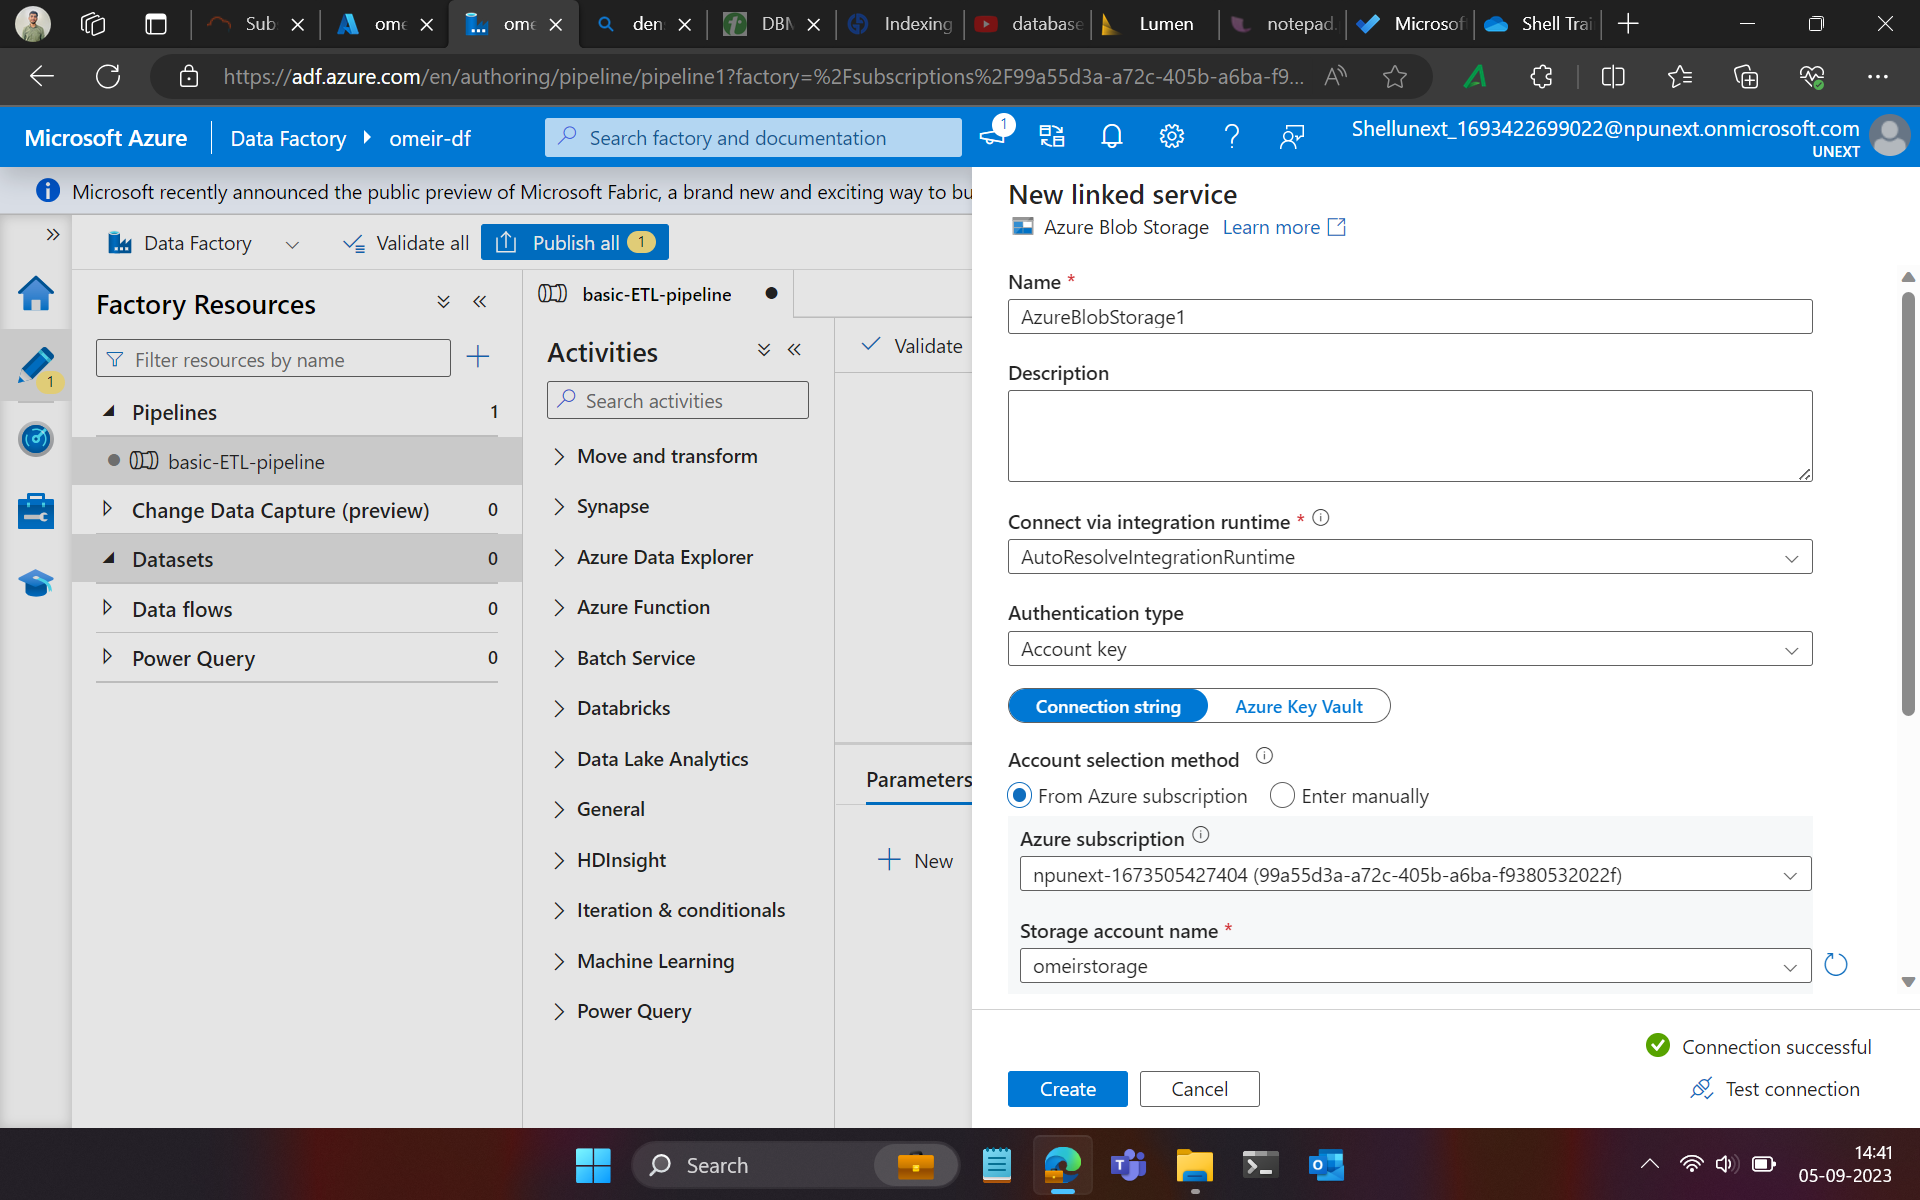 Sub
ome
ome
den
DBM
Indexing
database
Lumen
notepad.
Microsof
Shell Trai
https://adf.azure.com/en/authoring/pipeline/pipeline1?factory=%2Fsubscriptions%2F99a55d3a-a72c-405b-a6ba-f9...
Microsoft Azure
Data Factory
omeir-df
Search factory and documentation
1
Shellunext_1693422699022@npunext.onmicrosoft.com
UNEXT
Microsoft recently announced the public preview of Microsoft Fabric, a brand new and exciting way to bu
Data Factory
Validate all
Publish all 1
Factory Resources
Filter resources by name
1
Pipelines 1
basic-ETL-pipeline
Change Data Capture (preview) 0
Datasets 0
Data flows 0
Power Query 0
basic-ETL-pipeline
Activities
Search activities
Move and transform
Synapse
Azure Data Explorer
Azure Function
Batch Service
Databricks
Data Lake Analytics
General
HDInsight
Iteration & conditionals
Machine Learning
Power Query
Validate
Parameters
New
New linked service
Azure Blob Storage Learn more
Name *
AzureBlobStorage1
Description
Connect via integration runtime *
AutoResolveIntegrationRuntime
Authentication type
Account key
Connection string
Azure Key Vault
Account selection method
From Azure subscription
Enter manually
Azure subscription
npunext-1673505427404 (99a55d3a-a72c-405b-a6ba-f9380532022f)
Storage account name *
omeirstorage
Connection successful
Create
Cancel
Test connection
Search
14:41
05-09-2023